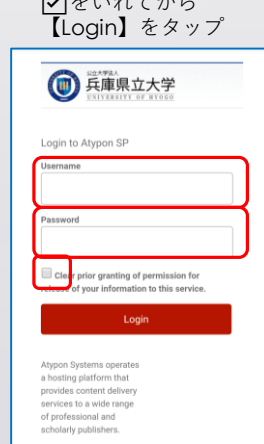 ☑をいれてから
【Login】をタップ
公立大学法人
兵庫県立大学
UNIVERSITY OF HYOGO
Login to Atypon SP
Username
Password
Clear prior granting of permission for
release of your information to this service.
Login
Atypon Systems operates
a hosting platform that
provides content delivery
services to a wide range
of professional and
scholarly publishers.